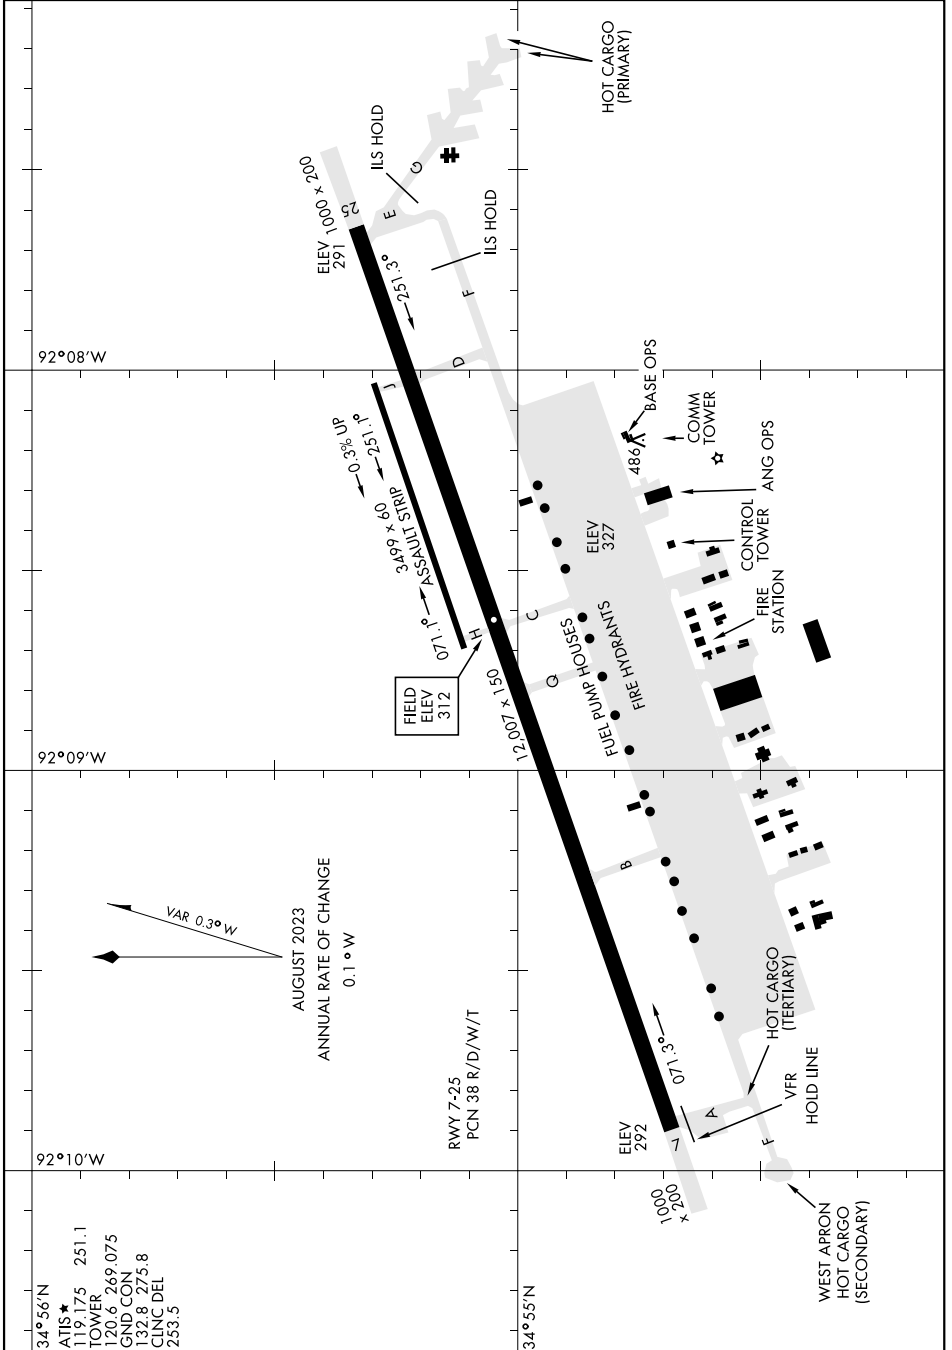 34°56'N
ATIS★
119.175 251.1
TOWER
120.6 269.075
GND CON
132.8 275.8
CLNC DEL
253.5
92°10'W
92°09'W
92°08'W
34°55'N
VAR 0.3° W
AUGUST 2023
ANNUAL RATE OF CHANGE
0.1° W
RWY 7-25
PCN 38 R/D/W/T
FIELD
ELEV
312
071.1°
3499 x 60
ASSAULT STRIP
0.3% UP
251.1°
H
J
ELEV
291
1000 x 200
25
251.3°
12,007 x 150
ILS HOLD
ILS HOLD
E
G
F
D
C
Q
B
A
F
HOT CARGO
(PRIMARY)
FUEL PUMP HOUSES
FIRE HYDRANTS
ELEV
327
486
BASE OPS
COMM
TOWER
ANG OPS
CONTROL
TOWER
FIRE
STATION
ELEV
292
7
071.3°
1000
x 200
VFR
HOLD LINE
HOT CARGO
(TERTIARY)
WEST APRON
HOT CARGO
(SECONDARY)